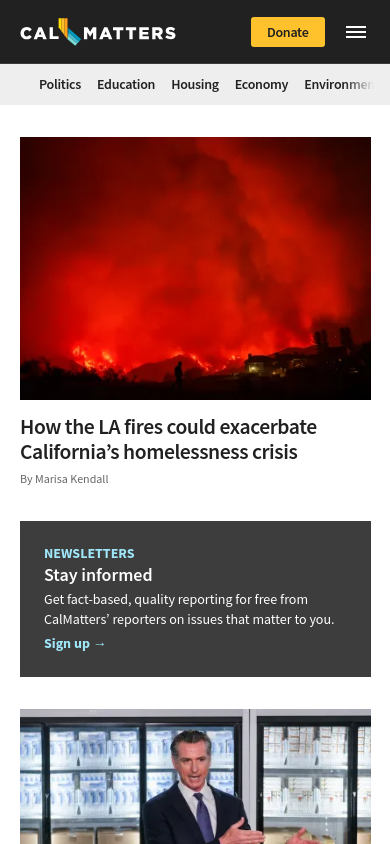 CAL MATTERS
Donate
Politics Education Housing Economy
How the LA fires could exacerbate
California’s homelessness crisis
By Marisa Kendall
NEWSLETTERS
Stay informed
Get fact-based, quality reporting for free from
CalMatters’ reporters on issues that matter to you.
Sign up →